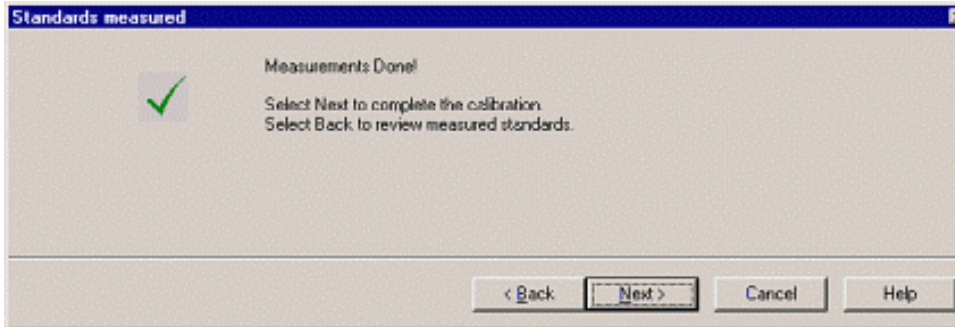 Standards measured
Measurements Done!
Select Next to complete the calibration.
Select Back to review measured standards.
< Back
Next >
Cancel
Help